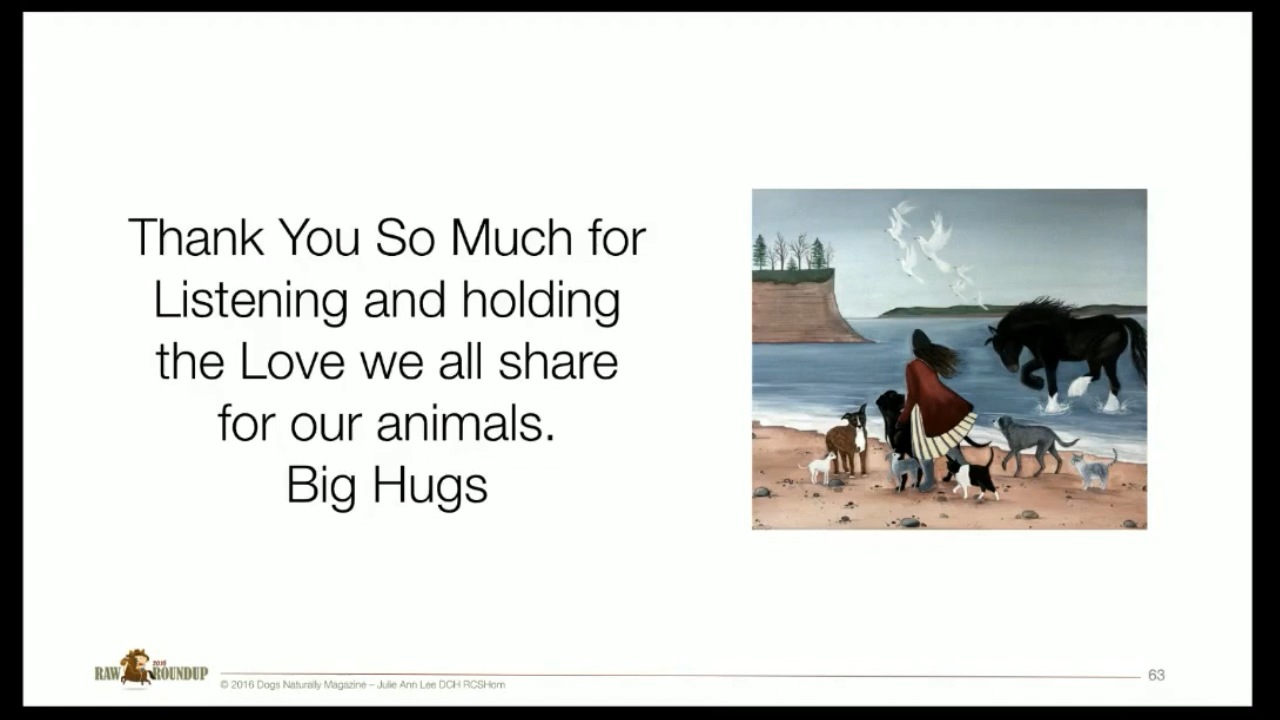 Thank You So Much for
Listening and holding
the Love we all share
for our animals.
Big Hugs
RAW 2016 ROUNDUP
© 2016 Dogs Naturally Magazine – Julie Ann Lee DCH RCSHom
63